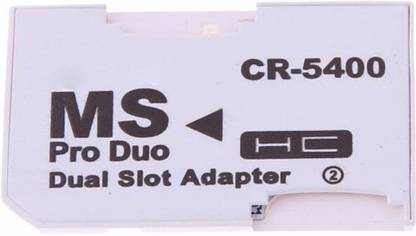 CR-5400
MS
Pro Duo
HC
Dual Slot Adapter ②